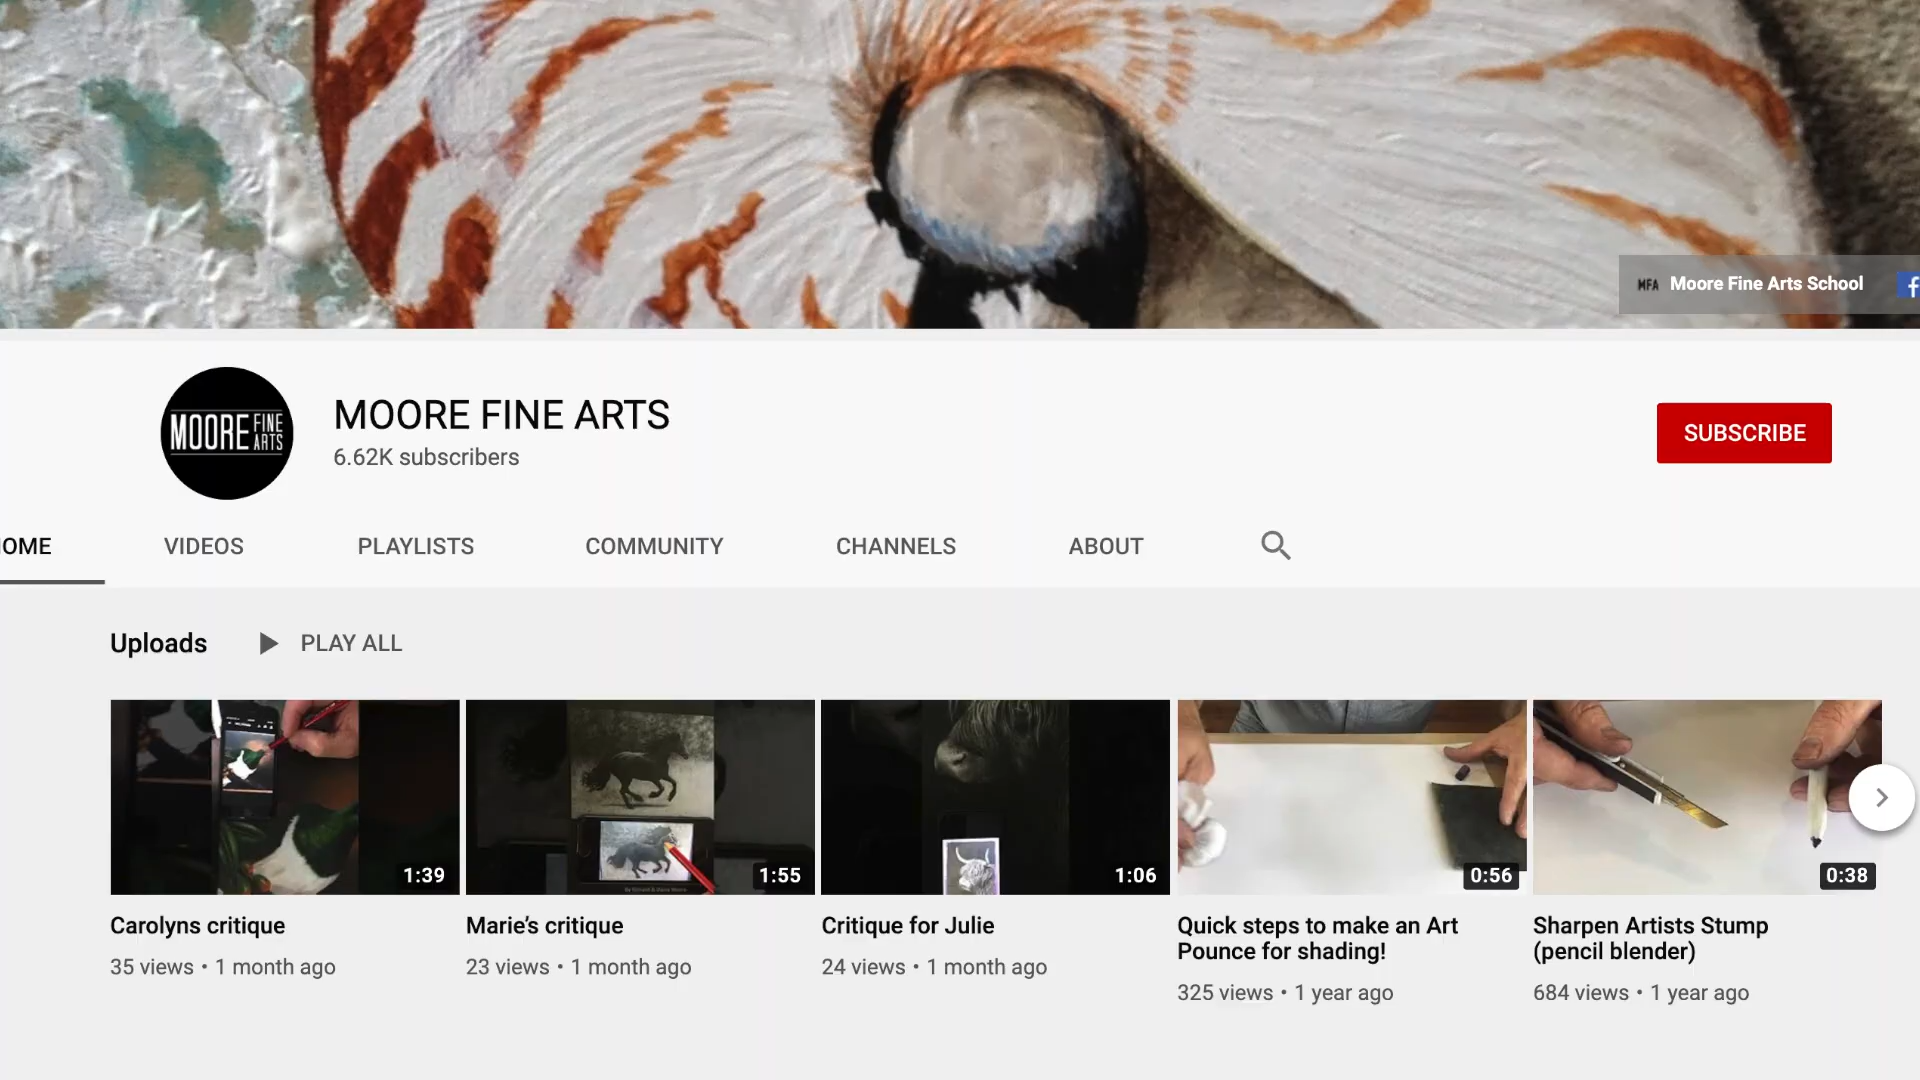 MFA Moore Fine Arts School
MOORE FINE ARTS
MOORE FINE ARTS
6.62K subscribers
SUBSCRIBE
OME VIDEOS PLAYLISTS COMMUNITY CHANNELS ABOUT
Uploads PLAY ALL
1:39 1:55 1:06 0:56 0:38
Carolyns critique
35 views • 1 month ago
Marie’s critique
23 views • 1 month ago
Critique for Julie
24 views • 1 month ago
Quick steps to make an Art
Pounce for shading!
325 views • 1 year ago
Sharpen Artists Stump
(pencil blender)
684 views • 1 year ago